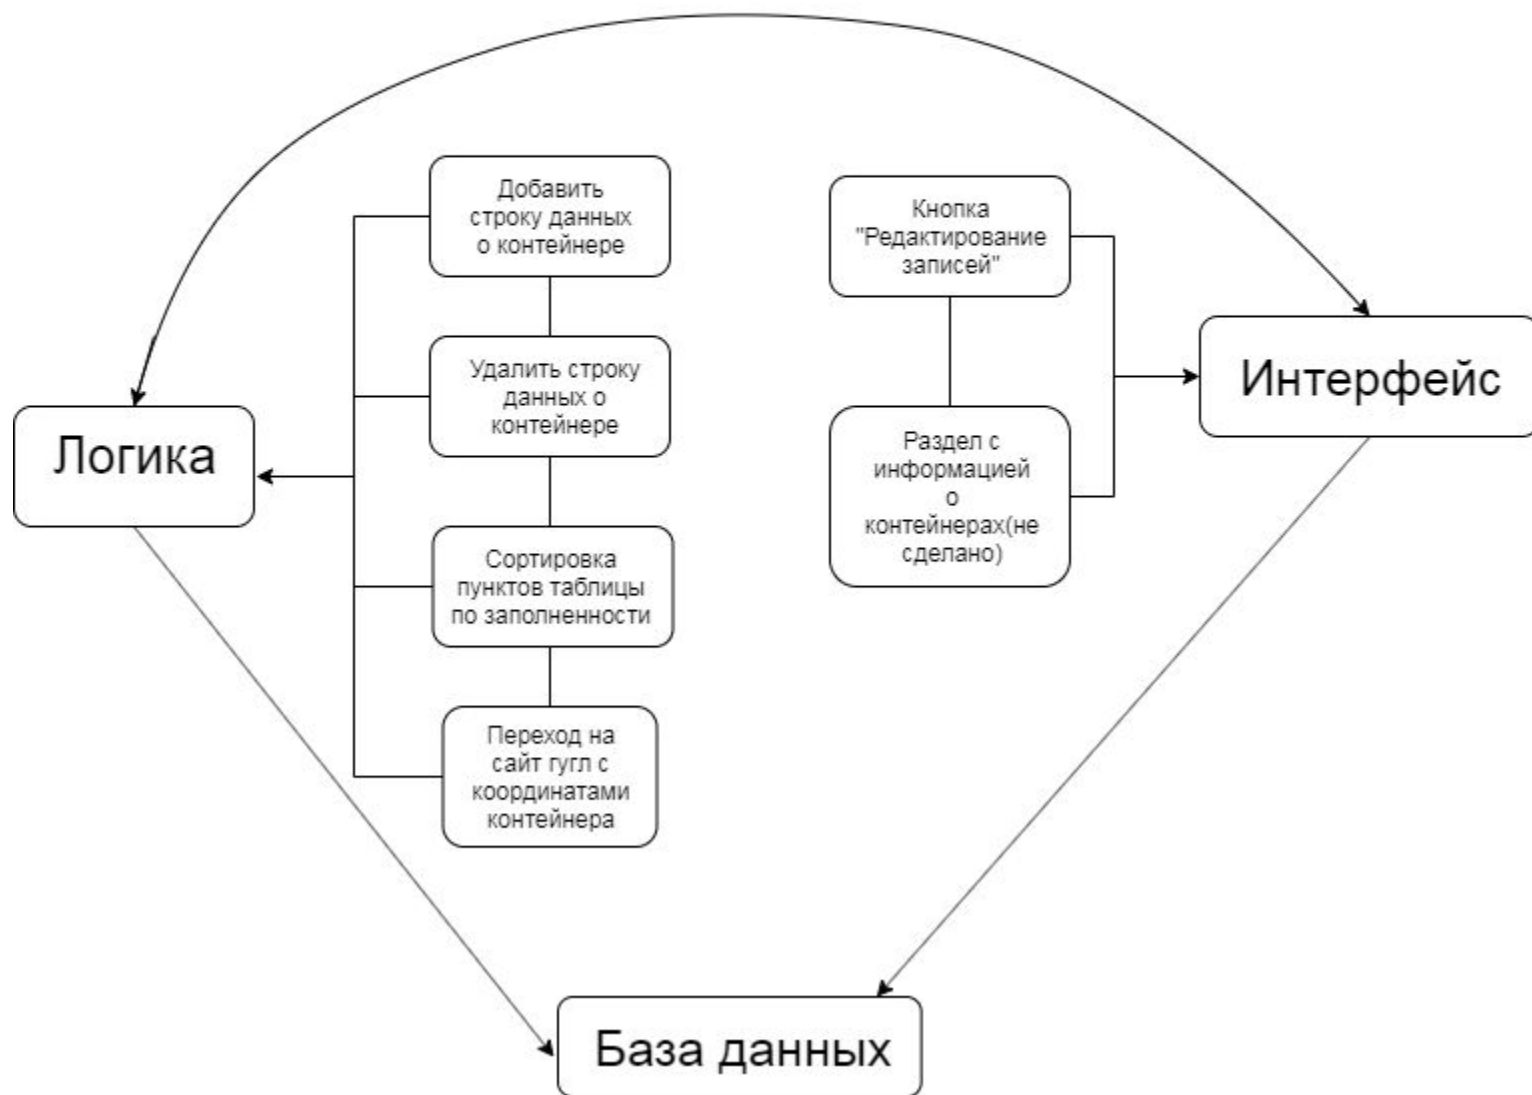 Добавить
строку данных
о контейнере
Кнопка
"Редактирование
записей"
Удалить строку
данных о
контейнере
Интерфейс
Логика
Раздел с
информацией
о
контейнерах(не
сделано)
Сортировка
пунктов таблицы
по заполненности
Переход на
сайт гугл с
координатами
контейнера
База данных